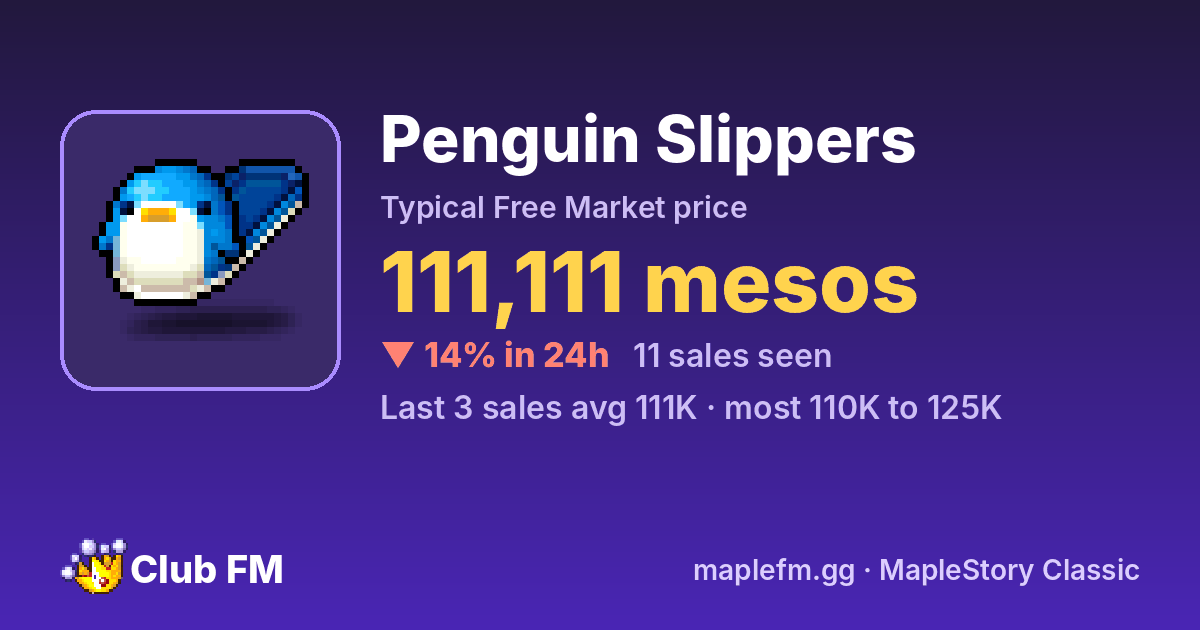 Penguin Slippers
Typical Free Market price
111,111 mesos
▼ 14% in 24h 11 sales seen
Last 3 sales avg 111K · most 110K to 125K
Club FM
maplefm.gg · MapleStory Classic